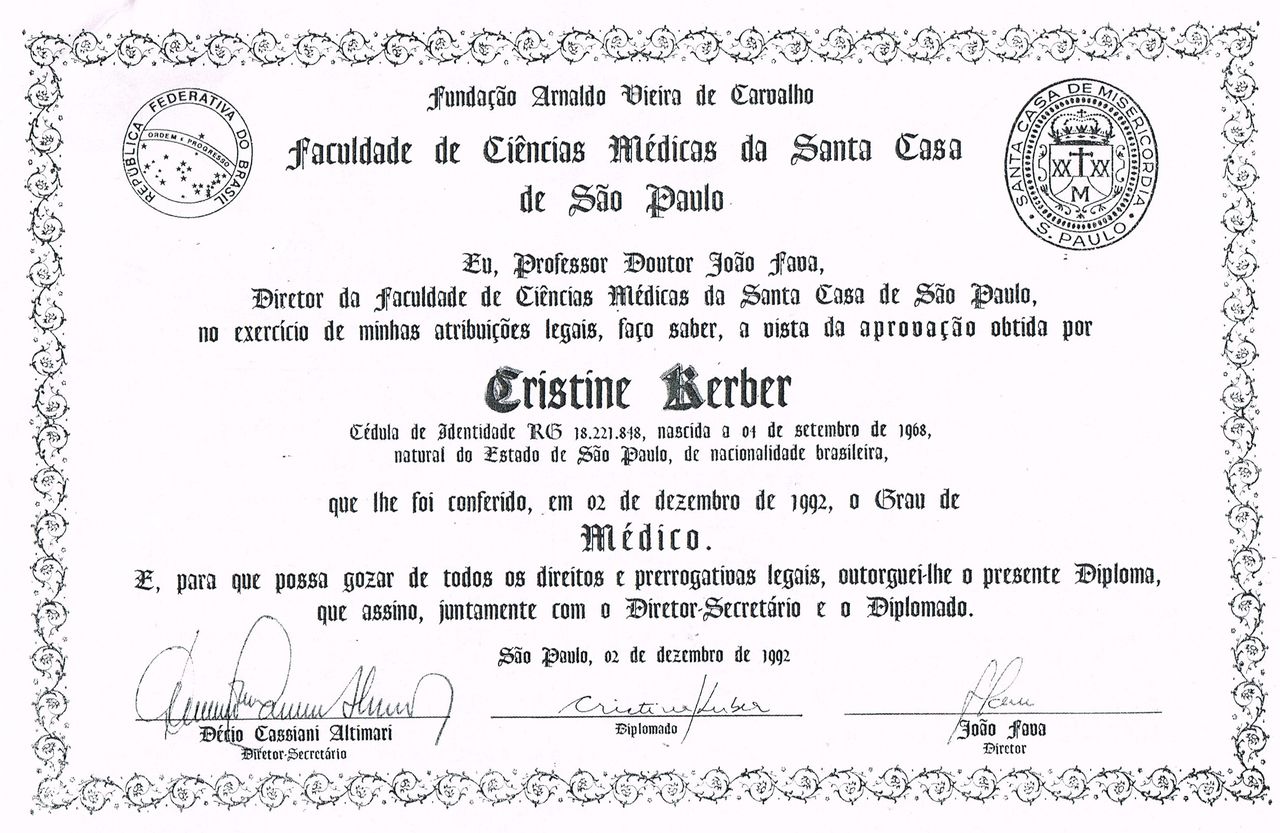 Fundação Arnaldo Vieira de Carvalho
Faculdade de Ciências Médicas da Santa Casa
de São Paulo
REPÚBLICA FEDERATIVA DO BRASIL
ORDEM E PROGRESSO
SANTA CASA DE MISERICORDIA
S. PAULO
XX XX
M
Eu, Professor Doutor João Fava,
Diretor da Faculdade de Ciências Médicas da Santa Casa de São Paulo,
no exercício de minhas atribuições legais, faço saber, a vista da aprovação obtida por
Cristine Kerber
Cédula de Identidade RG 18.221.848, nascida a 04 de setembro de 1968,
natural do Estado de São Paulo, de nacionalidade brasileira,
que lhe foi conferido, em 02 de dezembro de 1992, o Grau de
Médico.
E, para que possa gozar de todos os direitos e prerrogativas legais, outorguei-lhe o presente Diploma,
que assino, juntamente com o Diretor-Secretário e o Diplomado.
São Paulo, 02 de dezembro de 1992
Cristine Kerber
Décio Cassiani Altimari
Diretor-Secretário
Diplomado
João Fava
Diretor